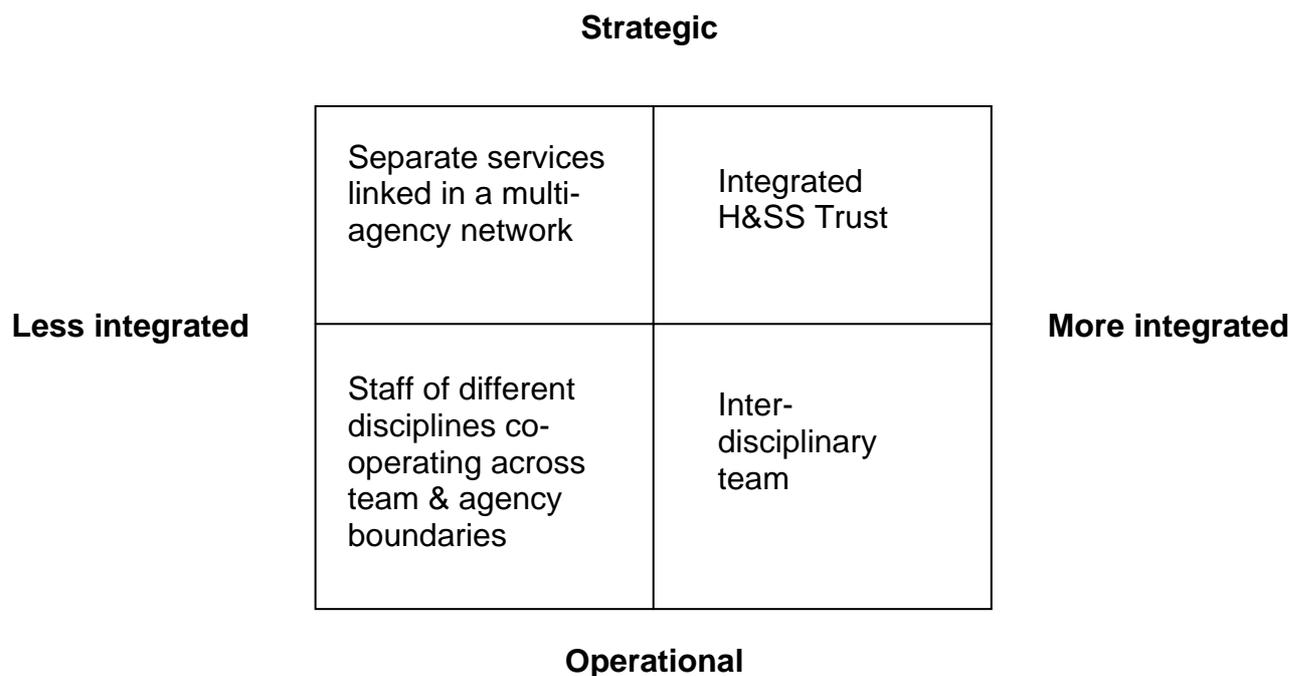 Strategic
Separate services
linked in a multi-
agency network
Integrated
H&SS Trust
Less integrated
More integrated
Staff of different
disciplines co-
operating across
team & agency
boundaries
Inter-
disciplinary
team
Operational